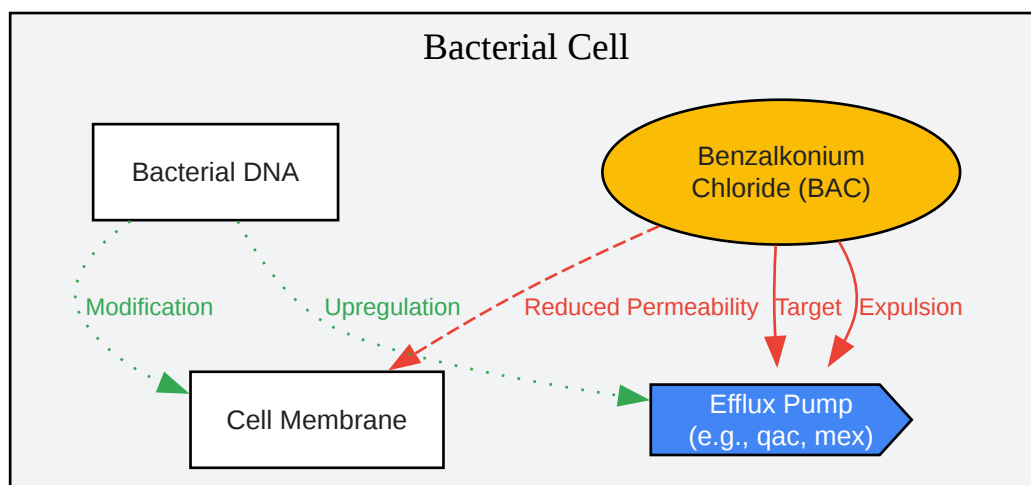 Bacterial Cell
Bacterial DNA
Benzalkonium
Chloride (BAC)
Modification
Upregulation
Reduced Permeability
Target
Expulsion
Cell Membrane
Efflux Pump
(e.g., qac, mex)